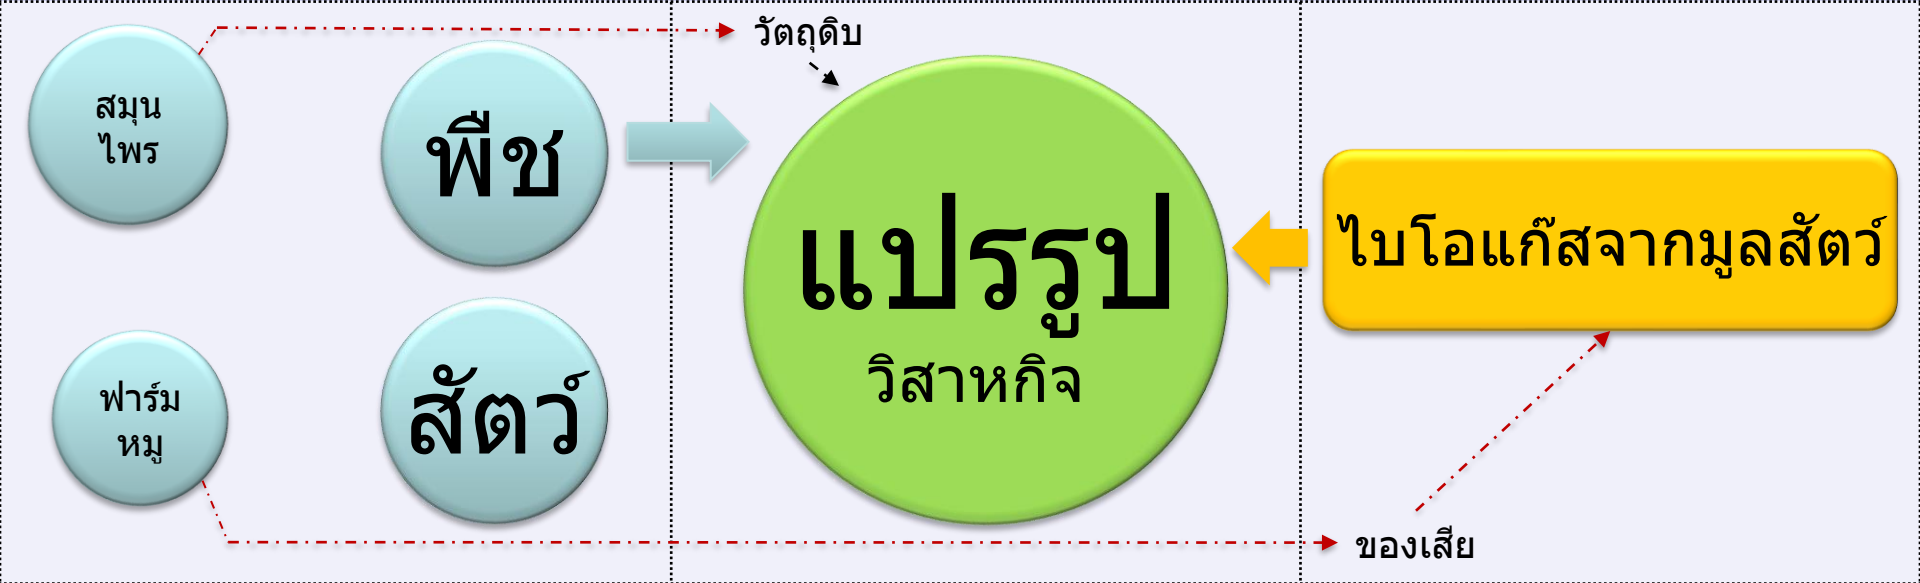 สมุน
ไพร
พืช
ฟาร์ม
หมู
สัตว์
วัตถุดิบ
แปรรูป
วิสาหกิจ
ไบโอแก๊สจากมูลสัตว์
ของเสีย